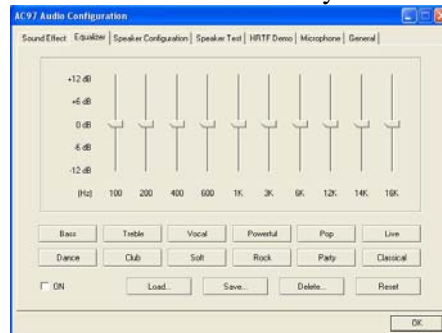 AC97 Audio Configuration
Sound Effect Equalizer Speaker Configuration Speaker Test HRTF Demo Microphone General
+12 dB
+6 dB
0 dB
-6 dB
-12 dB
(Hz) 100 200 400 600 1K 3K 6K 12K 14K 16K
Bass Treble Vocal Powerful Pop Live
Dance Club Soft Rock Party Classical
ON Load... Save... Delete... Reset
OK